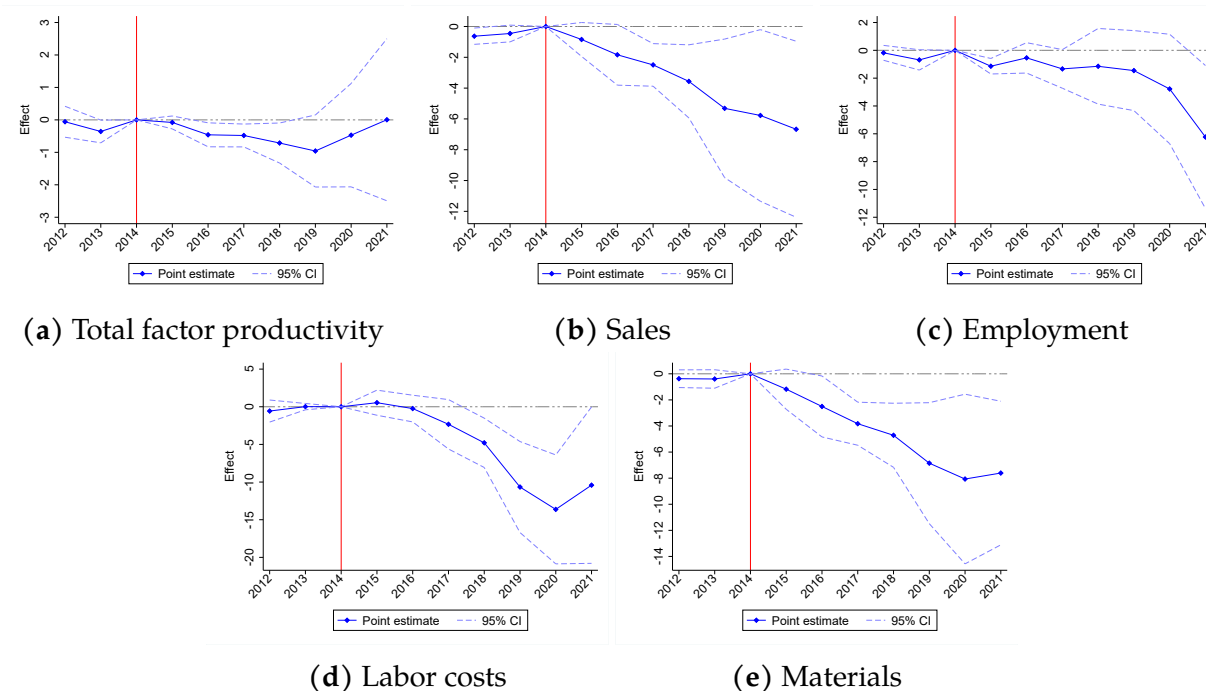 Effect
3
2
1
0
-1
-2
-3
2012 2013 2014 2015 2016 2017 2018 2019 2020 2021
Point estimate 95% CI
(a) Total factor productivity
Effect
0
-2
-4
-6
-8
-10
-12
2012 2013 2014 2015 2016 2017 2018 2019 2020 2021
Point estimate 95% CI
(b) Sales
Effect
2
0
-2
-4
-6
-8
-10
-12
2012 2013 2014 2015 2016 2017 2018 2019 2020 2021
Point estimate 95% CI
(c) Employment
Effect
5
0
-5
-10
-15
-20
2012 2013 2014 2015 2016 2017 2018 2019 2020 2021
Point estimate 95% CI
(d) Labor costs
Effect
0
-2
-4
-6
-8
-10
-12
-14
2012 2013 2014 2015 2016 2017 2018 2019 2020 2021
Point estimate 95% CI
(e) Materials